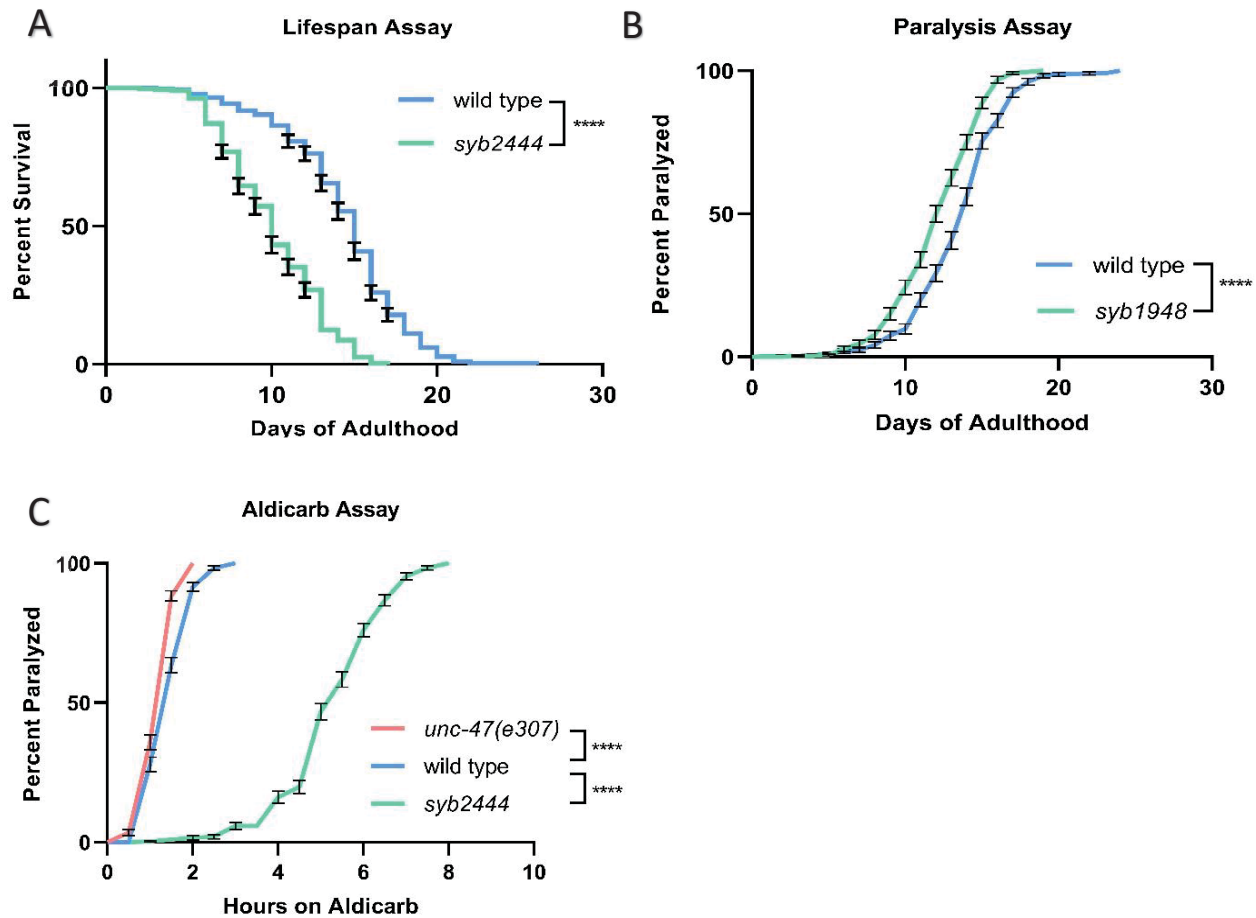 A
Lifespan Assay
Percent Survival
100
50
0
0 10 20 30
Days of Adulthood
wild type
syb2444
****
B
Paralysis Assay
Percent Paralyzed
100
50
0
0 10 20 30
Days of Adulthood
wild type
syb1948
****
C
Aldicarb Assay
Percent Paralyzed
100
50
0
0 2 4 6 8 10
Hours on Aldicarb
unc-47(e307)
wild type
syb2444
****
****